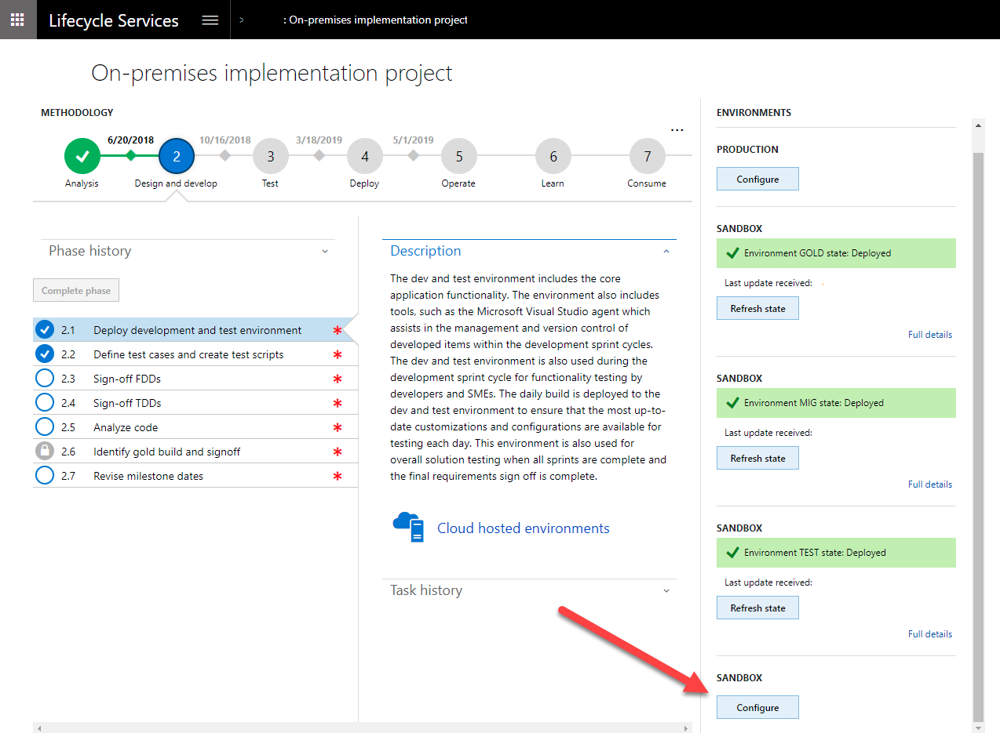 Lifecycle Services
>
: On-premises implementation project
On-premises implementation project
METHODOLOGY
...
6/20/2018
10/16/2018
3/18/2019
5/1/2019
2
3
4
5
6
7
Analysis
Design and develop
Test
Deploy
Operate
Learn
Consume
Phase history
Complete phase
2.1 Deploy development and test environment *
2.2 Define test cases and create test scripts *
2.3 Sign-off FDDs *
2.4 Sign-off TDDs *
2.5 Analyze code *
2.6 Identify gold build and signoff *
2.7 Revise milestone dates *
Description
The dev and test environment includes the core
application functionality. The environment also includes
tools, such as the Microsoft Visual Studio agent which
assists in the management and version control of
developed items within the development sprint cycles.
The dev and test environment is also used during the
development sprint cycle for functionality testing by
developers and SMEs. The daily build is deployed to the
dev and test environment to ensure that the most up-to-
date customizations and configurations are available for
testing each day. This environment is also used for
overall solution testing when all sprints are complete and
the final requirements sign off is complete.
Cloud hosted environments
Task history
ENVIRONMENTS
PRODUCTION
Configure
SANDBOX
Environment GOLD state: Deployed
Last update received:
Refresh state
Full details
SANDBOX
Environment MIG state: Deployed
Last update received:
Refresh state
Full details
SANDBOX
Environment TEST state: Deployed
Last update received:
Refresh state
Full details
SANDBOX
Configure